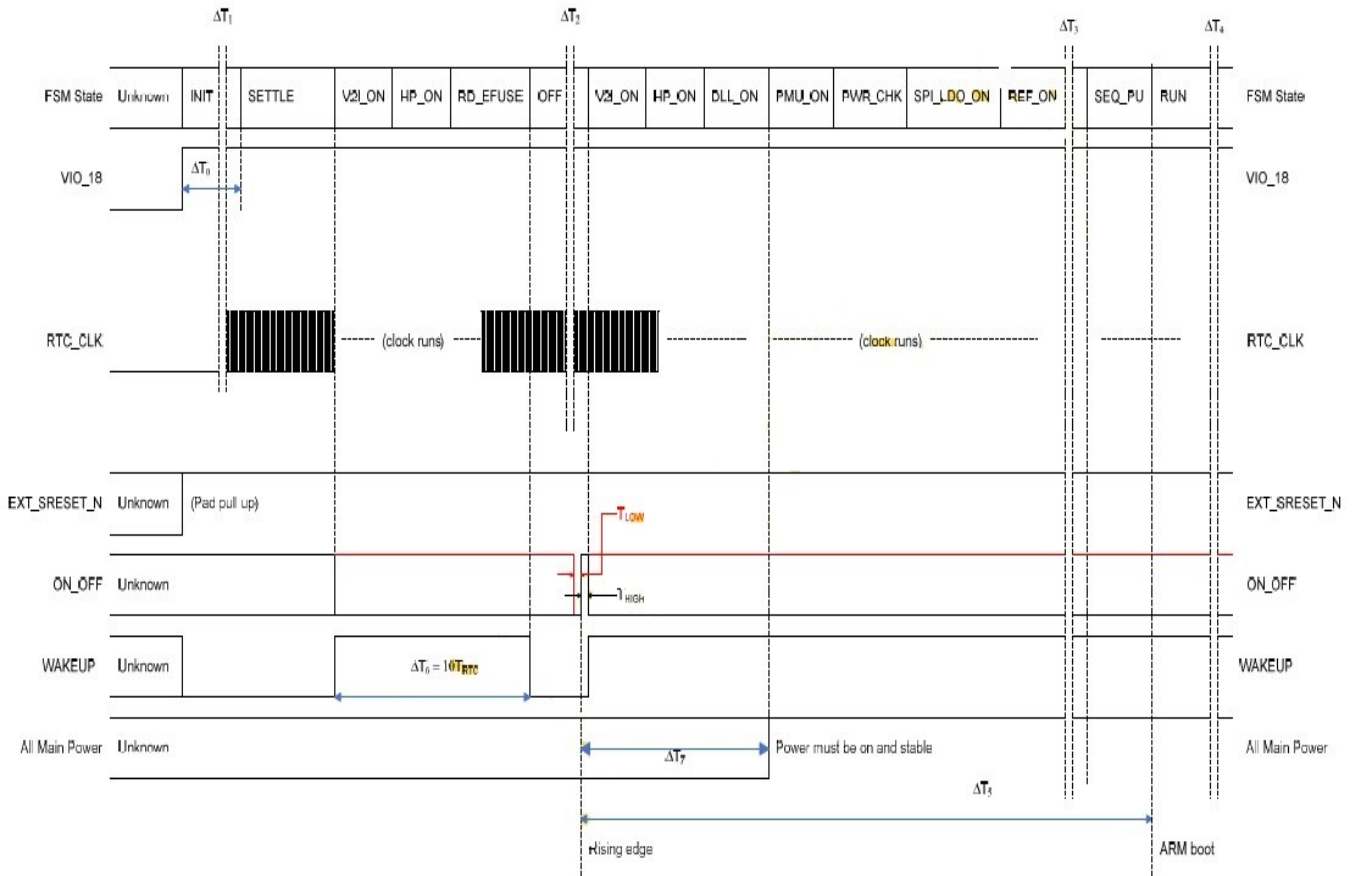 ΔT₁ ΔT₂ ΔT₃ ΔT₄
FSM State Unknown INIT SETTLE V2I_ON HP_ON RD_EFUSE OFF V2I_ON HP_ON DLL_ON PMU_ON PWR_CHK SPI_LDO_ON REF_ON SEQ_PU RUN FSM State
VIO_18 ΔT₀ VIO_18
RTC_CLK (clock runs) (clock runs) RTC_CLK
EXT_SRESET_N Unknown (Pad pull up) EXT_SRESET_N
T_LOW
ON_OFF Unknown ON_OFF
T_HIGH
WAKEUP Unknown ΔT₆ = 10T_RTC WAKEUP
All Main Power Unknown ΔT₇ Power must be on and stable All Main Power
ΔT₅
Rising edge ARM boot